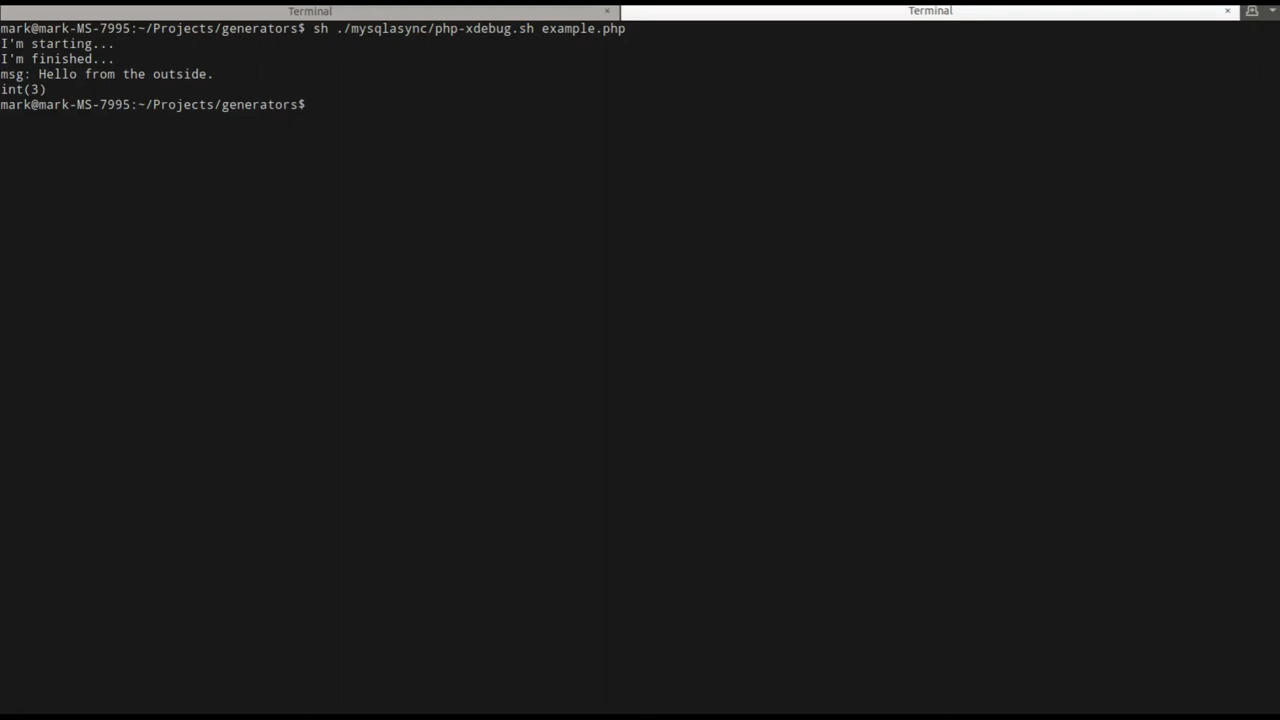 Terminal × Terminal ×
mark@mark-MS-7995:~/Projects/generators$ sh ./mysqlasync/php-xdebug.sh example.php
I'm starting...
I'm finished...
msg: Hello from the outside.
int(3)
mark@mark-MS-7995:~/Projects/generators$